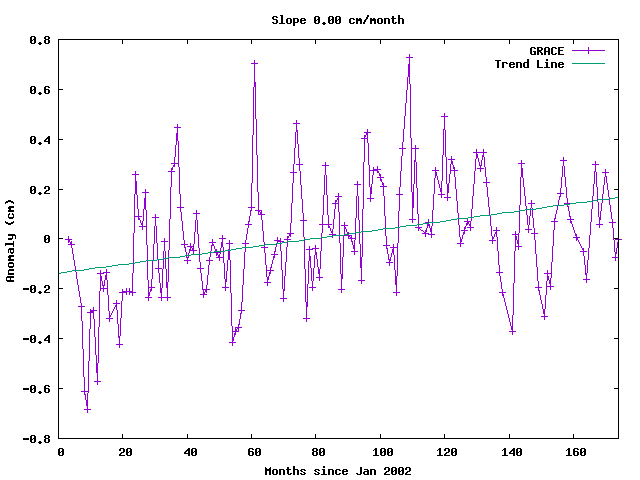 Slope 0.00 cm/month
GRACE
Trend Line
0.8
0.6
0.4
0.2
0
-0.2
-0.4
-0.6
-0.8
Anomaly (cm)
0 20 40 60 80 100 120 140 160
Months since Jan 2002